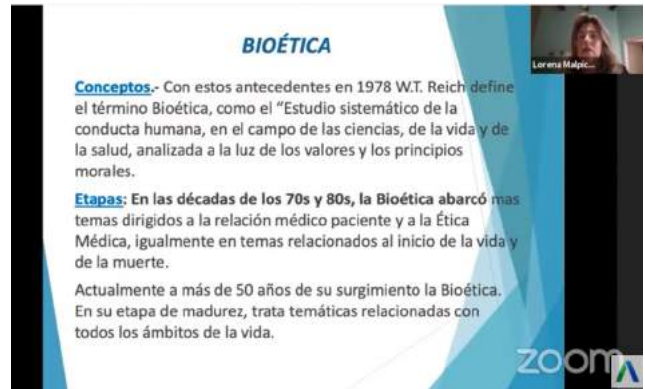 BIOÉTICA
Lorena Malpic...
Conceptos.- Con estos antecedentes en 1978 W.T. Reich define
el término Bioética, como el “Estudio sistemático de la
conducta humana, en el campo de las ciencias, de la vida y de
la salud, analizada a la luz de los valores y los principios
morales.
Etapas: En las décadas de los 70s y 80s, la Bioética abarcó mas
temas dirigidos a la relación médico paciente y a la Ética
Médica, igualmente en temas relacionados al inicio de la vida y
de la muerte.
Actualmente a más de 50 años de su surgimiento la Bioética.
En su etapa de madurez, trata temáticas relacionadas con
todos los ámbitos de la vida.
zoom